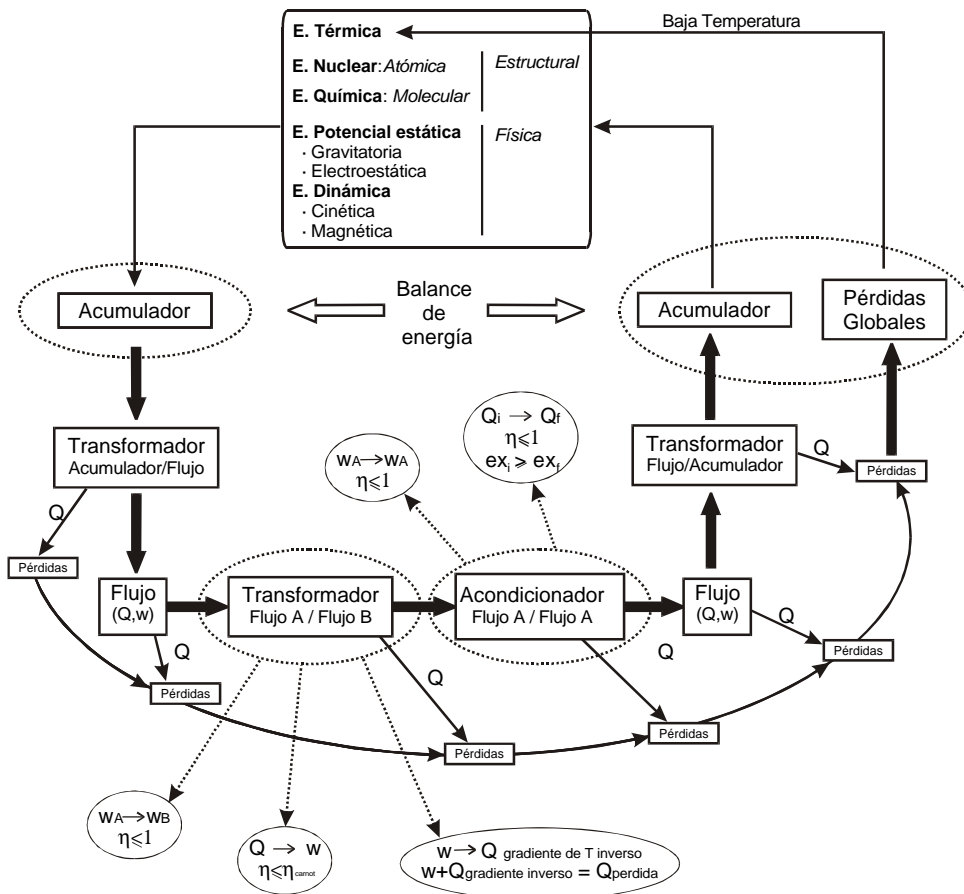 Baja Temperatura
E. Térmica
E. Nuclear: Atómica
Estructural
E. Química: Molecular
E. Potencial estática
Física
· Gravitatoria
· Electroestática
E. Dinámica
· Cinética
· Magnética
Acumulador
Balance
de
energía
Acumulador
Pérdidas
Globales
Transformador
Acumulador/Flujo
wA→wA
η≤1
Qi → Qf
η≤1
exi ≥ exf
Transformador
Flujo/Acumulador
Q
Pérdidas
Q
Pérdidas
Flujo
(Q,w)
Transformador
Flujo A / Flujo B
Acondicionador
Flujo A / Flujo A
Flujo
(Q,w)
Q
Q
Pérdidas
Q
Q
Pérdidas
Pérdidas
Pérdidas
wA→wB
η≤1
Q → w
η≤ηcarnot
w→Q gradiente de T inverso
w+Qgradiente inverso = Qperdida